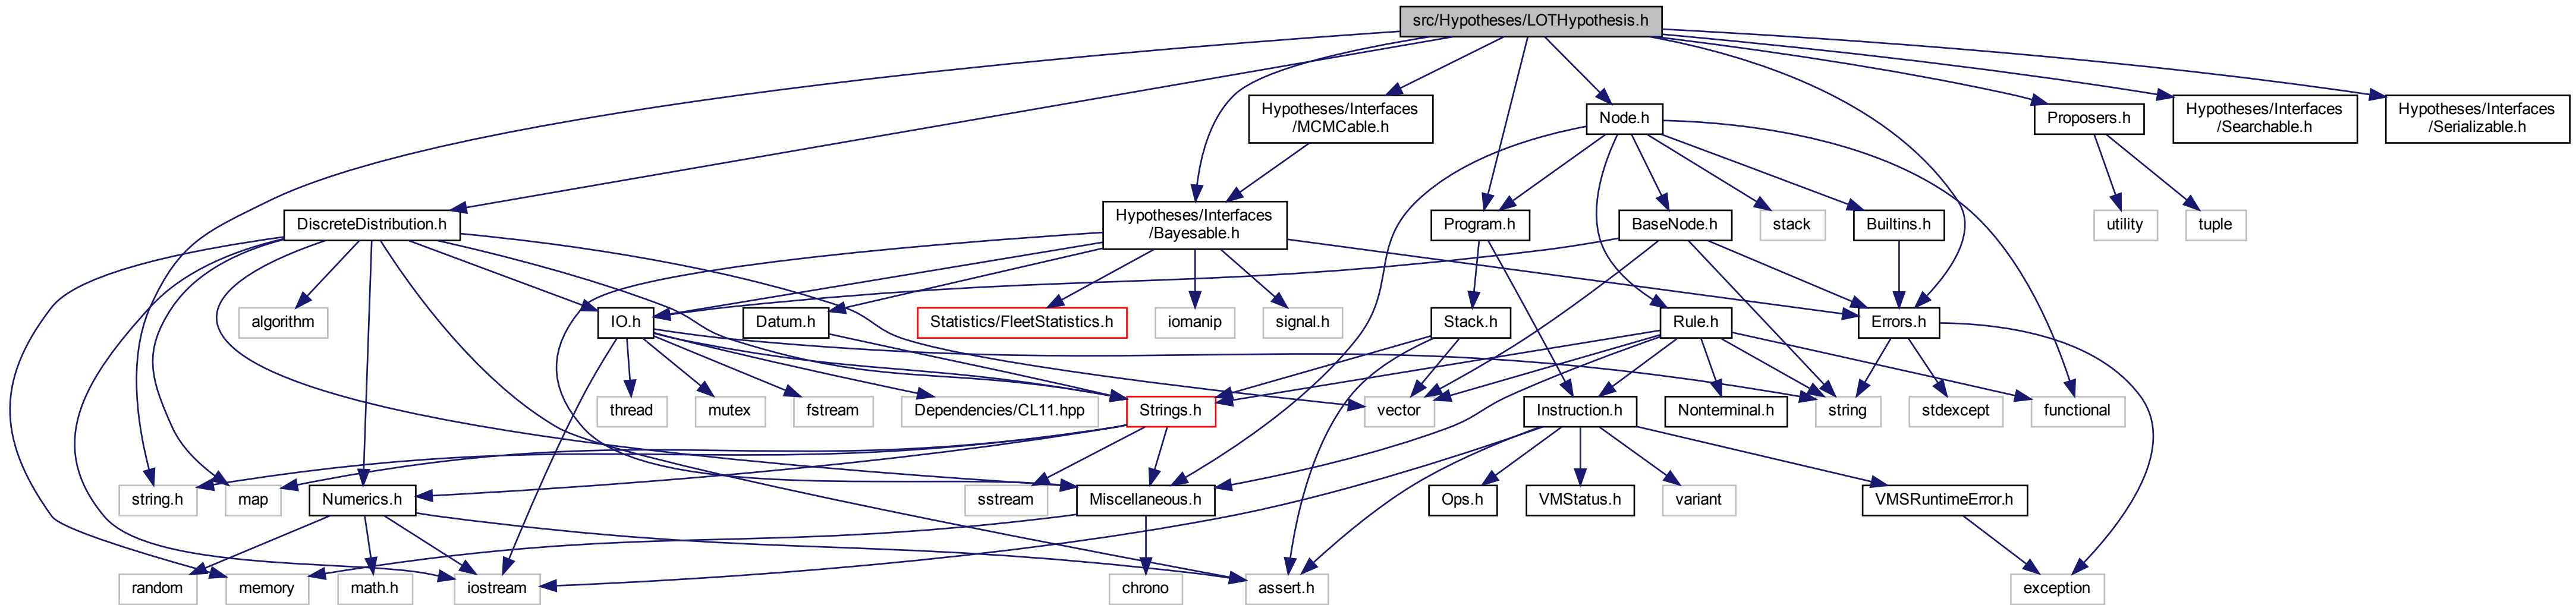 src/Hypotheses/LOTHypothesis.h
Hypotheses/Interfaces
/MCMCable.h
Node.h
Proposers.h
Hypotheses/Interfaces
/Searchable.h
Hypotheses/Interfaces
/Serializable.h
DiscreteDistribution.h
Hypotheses/Interfaces
/Bayesable.h
Program.h
BaseNode.h
stack
Builtins.h
utility
tuple
algorithm
IO.h
Datum.h
Statistics/FleetStatistics.h
iomanip
signal.h
Stack.h
Rule.h
Errors.h
thread
mutex
fstream
Dependencies/CL11.hpp
Strings.h
vector
Instruction.h
Nonterminal.h
string
stdexcept
functional
string.h
map
Numerics.h
sstream
Miscellaneous.h
Ops.h
VMStatus.h
variant
VMSRuntimeError.h
random
memory
math.h
iostream
chrono
assert.h
exception